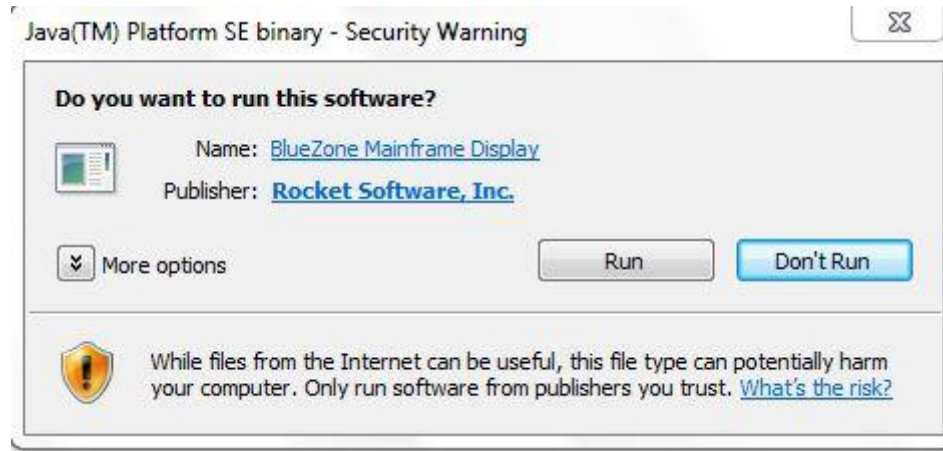 Java(TM) Platform SE binary - Security Warning
Do you want to run this software?
Name: BlueZone Mainframe Display
Publisher: Rocket Software, Inc.
More options
Run
Don't Run
While files from the Internet can be useful, this file type can potentially harm
your computer. Only run software from publishers you trust. What's the risk?